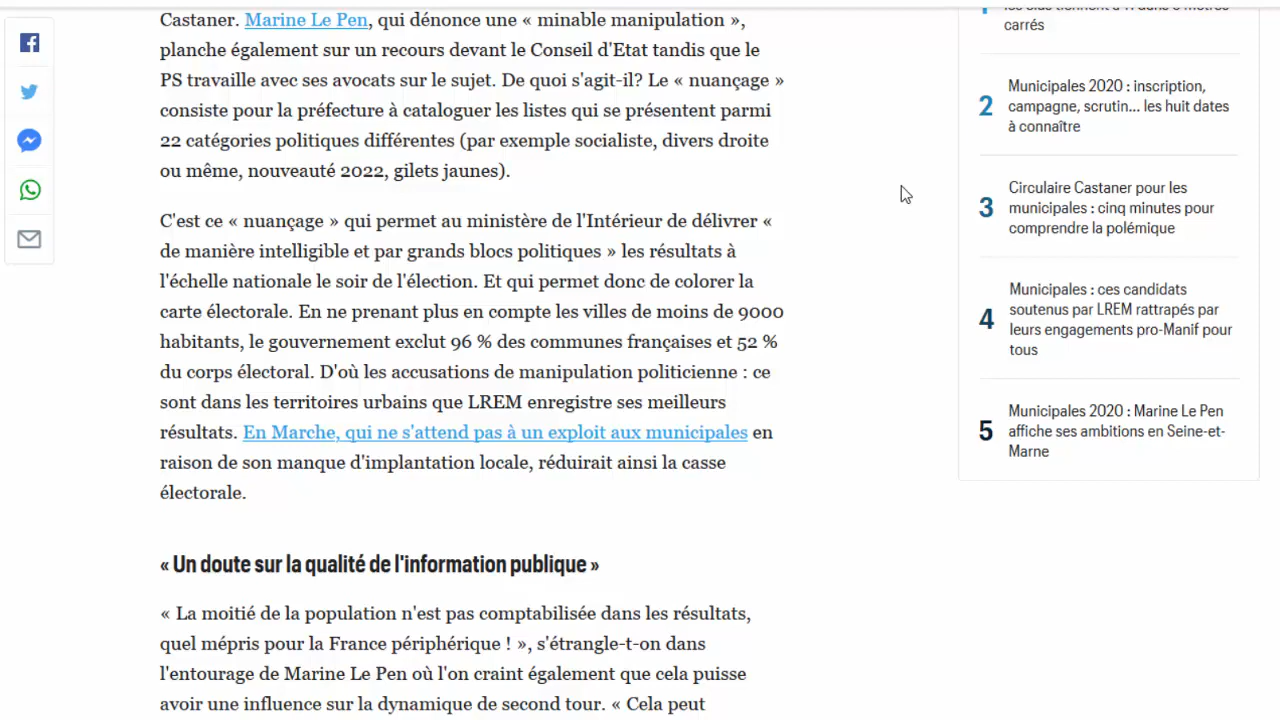 Castaner. Marine Le Pen, qui dénonce une « minable manipulation »,
planche également sur un recours devant le Conseil d'Etat tandis que le
PS travaille avec ses avocats sur le sujet. De quoi s'agit-il? Le « nuançage »
consiste pour la préfecture à cataloguer les listes qui se présentent parmi
22 catégories politiques différentes (par exemple socialiste, divers droite
ou même, nouveauté 2022, gilets jaunes).
C'est ce « nuançage » qui permet au ministère de l'Intérieur de délivrer «
de manière intelligible et par grands blocs politiques » les résultats à
l'échelle nationale le soir de l'élection. Et qui permet donc de colorer la
carte électorale. En ne prenant plus en compte les villes de moins de 9000
habitants, le gouvernement exclut 96 % des communes françaises et 52 %
du corps électoral. D'où les accusations de manipulation politicienne : ce
sont dans les territoires urbains que LREM enregistre ses meilleurs
résultats. En Marche, qui ne s'attend pas à un exploit aux municipales en
raison de son manque d'implantation locale, réduirait ainsi la casse
électorale.
« Un doute sur la qualité de l'information publique »
« La moitié de la population n'est pas comptabilisée dans les résultats,
quel mépris pour la France périphérique ! », s'étrangle-t-on dans
l'entourage de Marine Le Pen où l'on craint également que cela puisse
avoir une influence sur la dynamique de second tour. « Cela peut
carrés
2 Municipales 2020 : inscription,
campagne, scrutin... les huit dates
à connaître
3 Circulaire Castaner pour les
municipales : cinq minutes pour
comprendre la polémique
4 Municipales : ces candidats
soutenus par LREM rattrapés par
leurs engagements pro-Manif pour
tous
5 Municipales 2020 : Marine Le Pen
affiche ses ambitions en Seine-et-
Marne